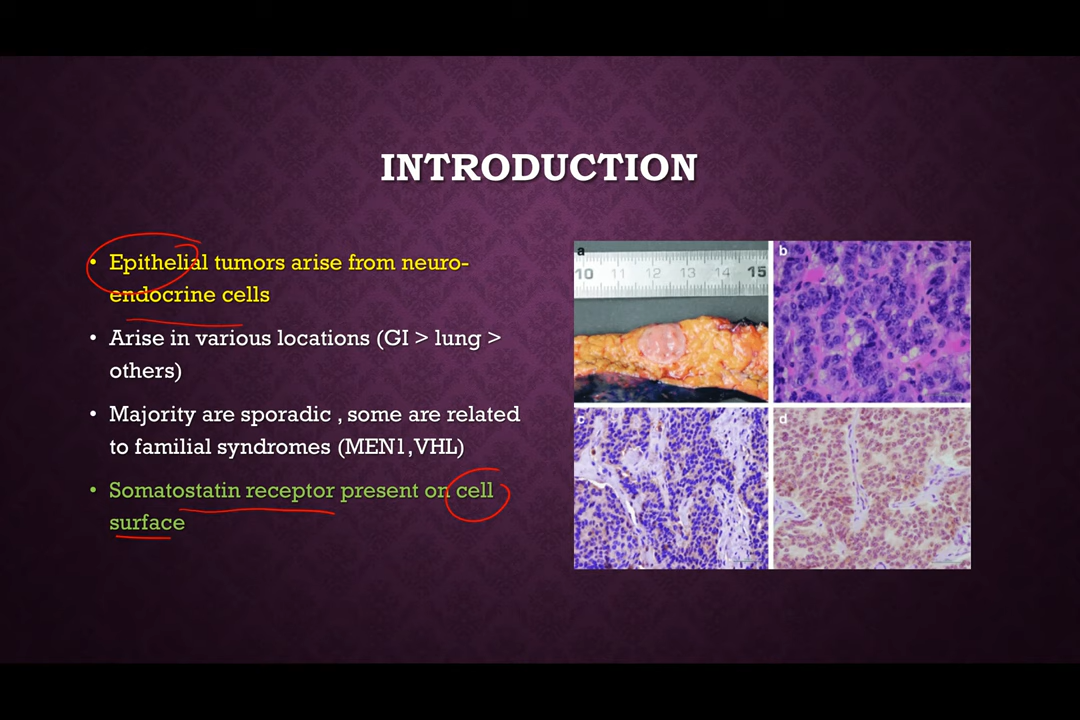 INTRODUCTION
• Epithelial tumors arise from neuro-
endocrine cells
• Arise in various locations (GI > lung >
others)
• Majority are sporadic , some are related
to familial syndromes (MEN1,VHL)
• Somatostatin receptor present on cell
surface
a
10 11 12 13 14 15
b
c
d